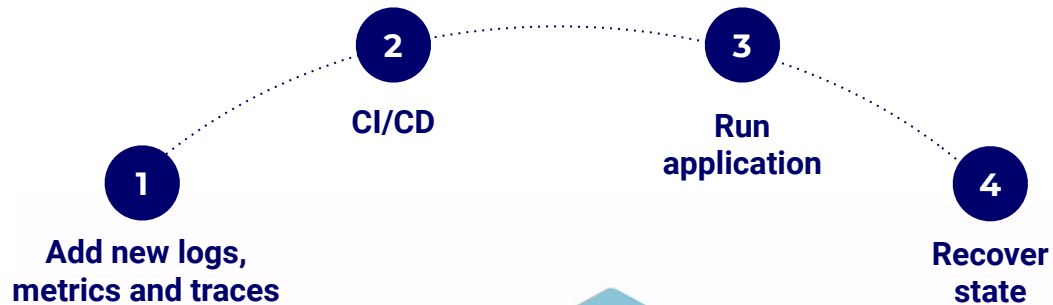 1
Add new logs,
metrics and traces
2
CI/CD
3
Run
application
4
Recover
state